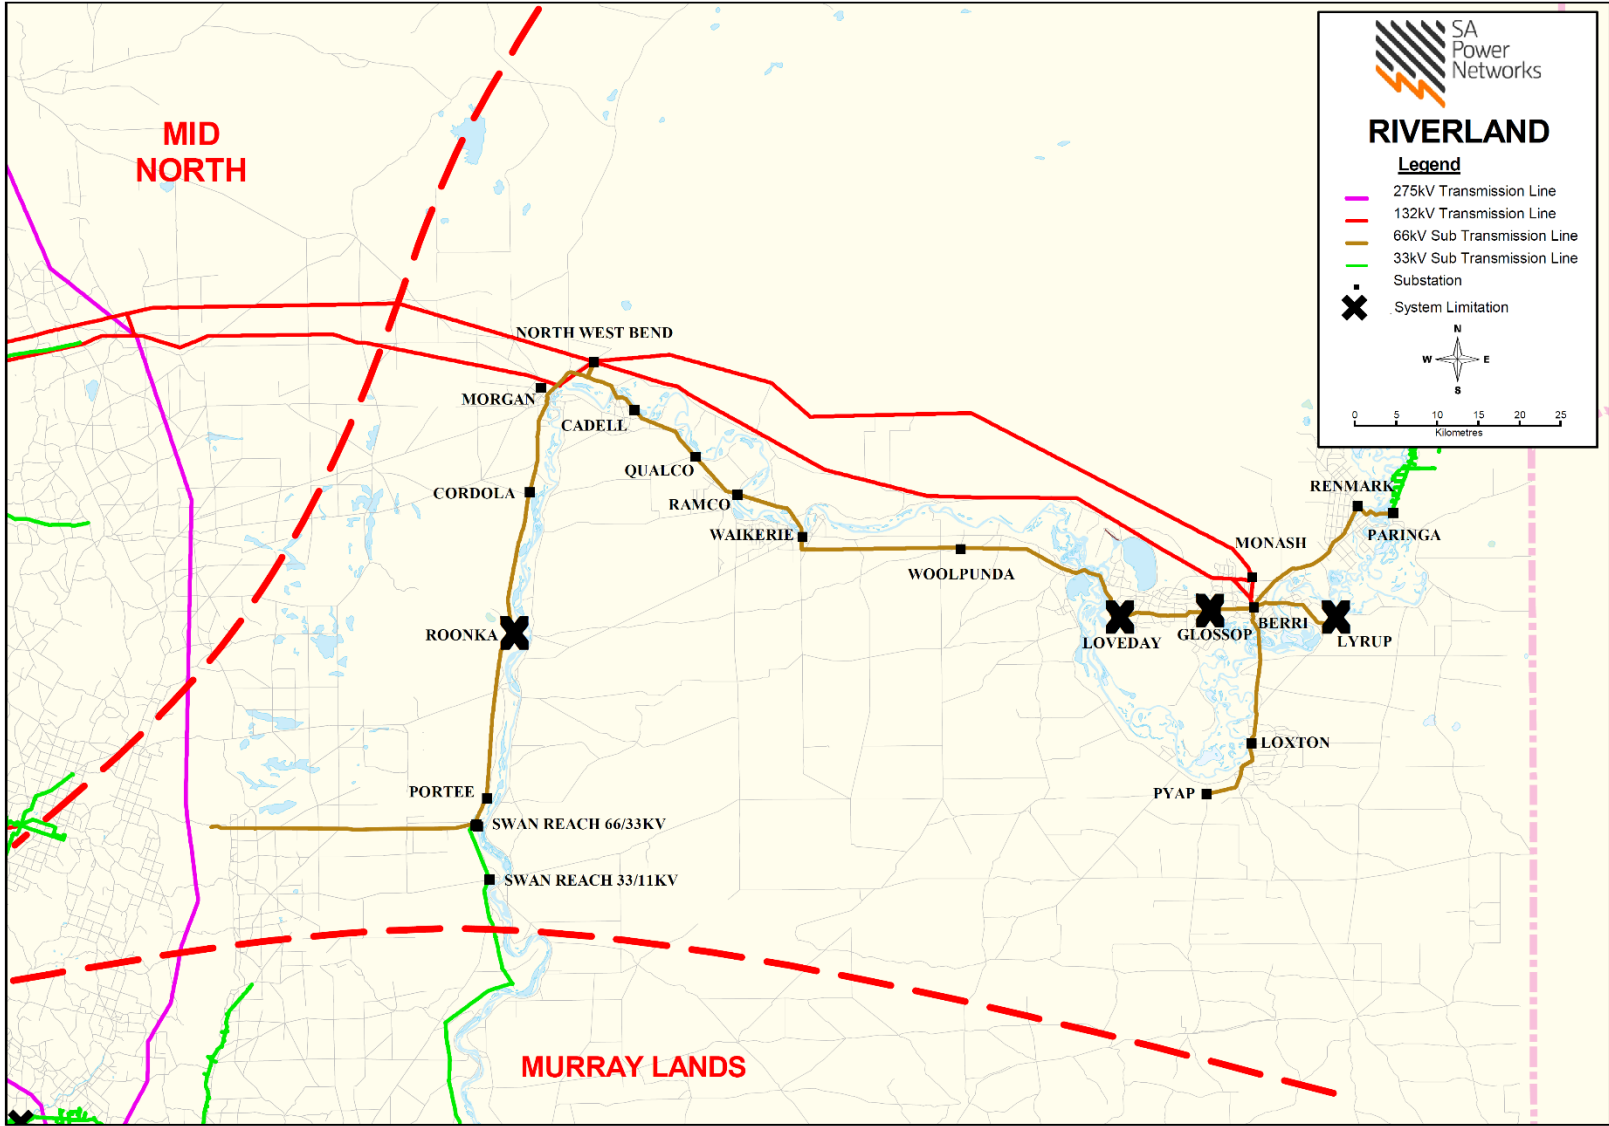 SA
Power
Networks
RIVERLAND
Legend
275kV Transmission Line
132kV Transmission Line
66kV Sub Transmission Line
33kV Sub Transmission Line
Substation
System Limitation
N
W E
S
0 5 10 15 20 25
Kilometres
MID
NORTH
NORTH WEST BEND
MORGAN
CADELL
QUALCO
CORDOLA
RAMCO
WAIKERIE
WOOLPUNDA
RENMARK
PARINGA
MONASH
ROONKA
LOVEDAY
GLOSSOP
BERRI
LYRUP
LOXTON
PYAP
PORTEE
SWAN REACH 66/33KV
SWAN REACH 33/11KV
MURRAY LANDS